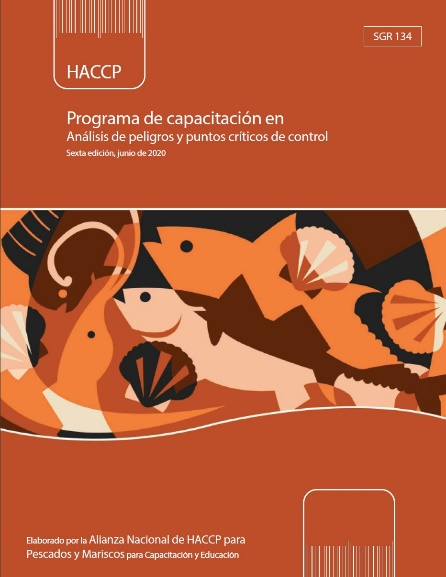 SGR 134
HACCP
Programa de capacitación en
Análisis de peligros y puntos críticos de control
Sexta edición, junio de 2020
Elaborado por la Alianza Nacional de HACCP para
Pescados y Mariscos para Capacitación y Educación